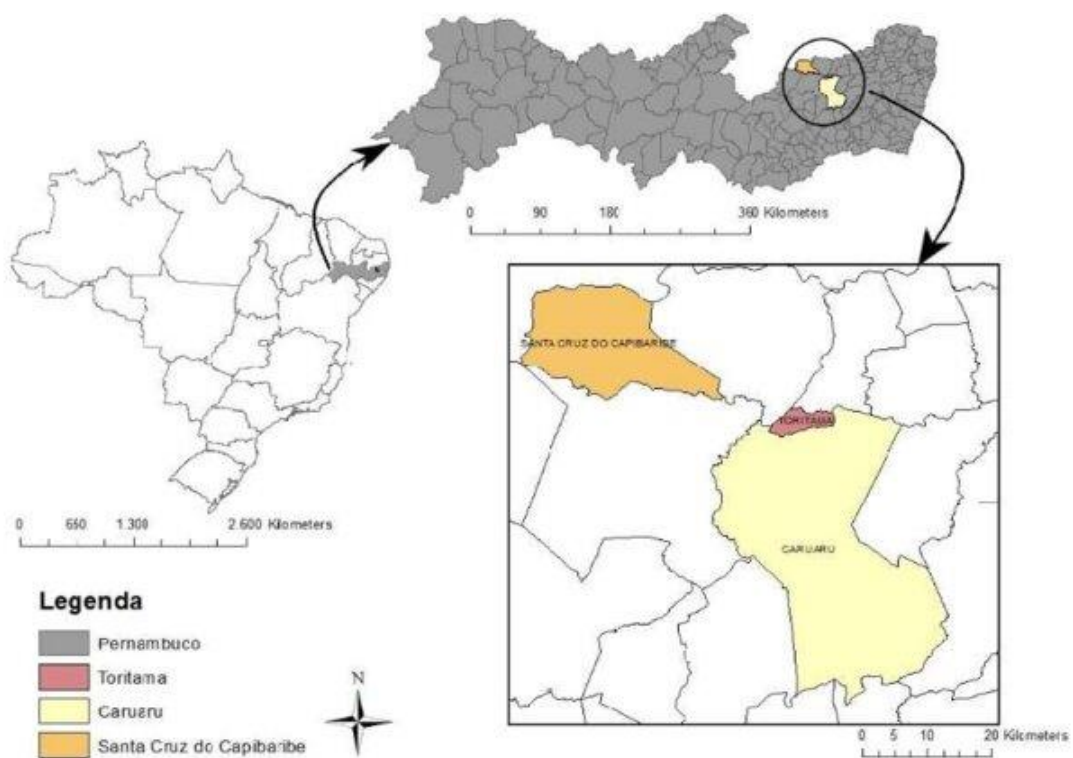 0 90 180 360 Kilometers
SANTA CRUZ DO CAPIBARIBE
TORITAMA
CARUARU
0 650 1.300 2.600 Kilometers
Legenda
Pernambuco
Toritama
Caruaru
Santa Cruz do Capibaribe
N
0 5 10 20 Kilometers